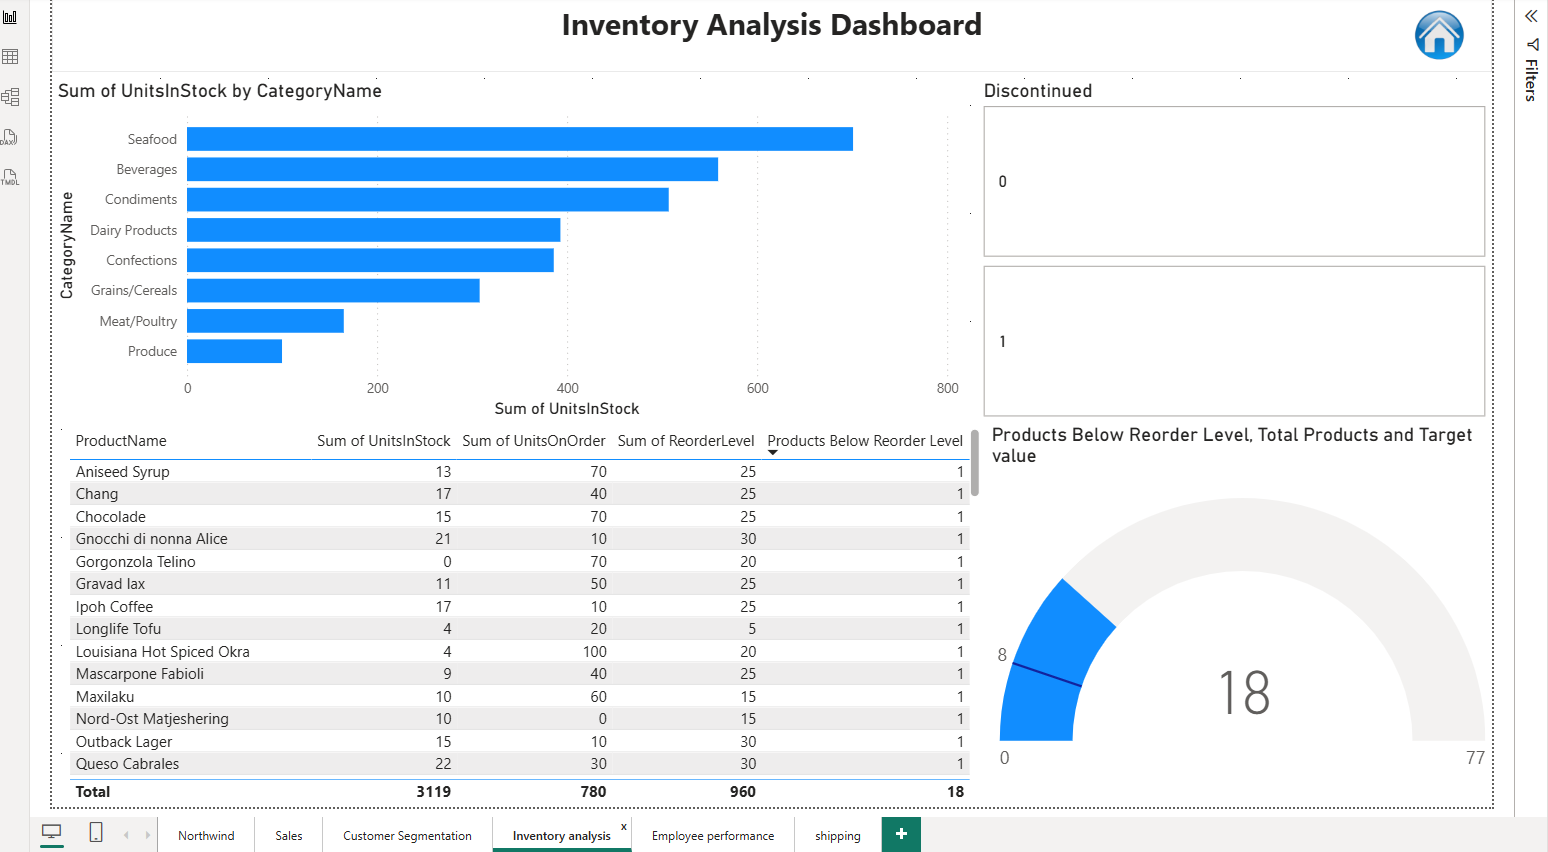 Inventory Analysis Dashboard
Filters
DAX
TMDL
Sum of UnitsInStock by CategoryName
CategoryName
Seafood
Beverages
Condiments
Dairy Products
Confections
Grains/Cereals
Meat/Poultry
Produce
0 200 400 600 800
Sum of UnitsInStock
Discontinued
0
1
ProductName Sum of UnitsInStock Sum of UnitsOnOrder Sum of ReorderLevel Products Below Reorder Level
Aniseed Syrup 13 70 25 1
Chang 17 40 25 1
Chocolade 15 70 25 1
Gnocchi di nonna Alice 21 10 30 1
Gorgonzola Telino 0 70 20 1
Gravad lax 11 50 25 1
Ipoh Coffee 17 10 25 1
Longlife Tofu 4 20 5 1
Louisiana Hot Spiced Okra 4 100 20 1
Mascarpone Fabioli 9 40 25 1
Maxilaku 10 60 15 1
Nord-Ost Matjeshering 10 0 15 1
Outback Lager 15 10 30 1
Queso Cabrales 22 30 30 1
Total 3119 780 960 18
Products Below Reorder Level, Total Products and Target
value
8
18
0 77
Northwind Sales Customer Segmentation Inventory analysis x Employee performance shipping +